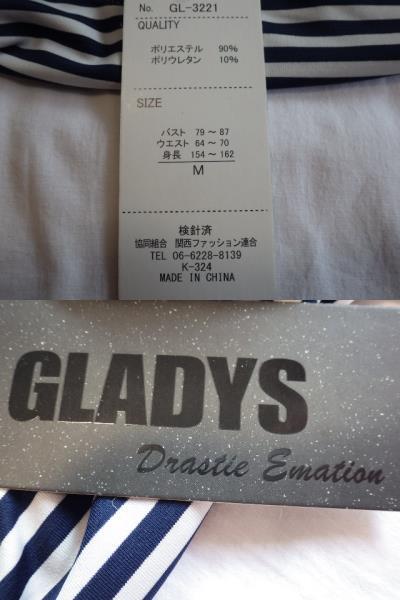 No. GL-3221
QUALITY
ポリエステル 90%
ポリウレタン 10%
SIZE
バスト 79～87
ウエスト 64～70
身長 154～162
M
検針済
協同組合 関西ファッション連合
TEL 06-6228-8139
K-324
MADE IN CHINA
GLADYS
Drastie Emation